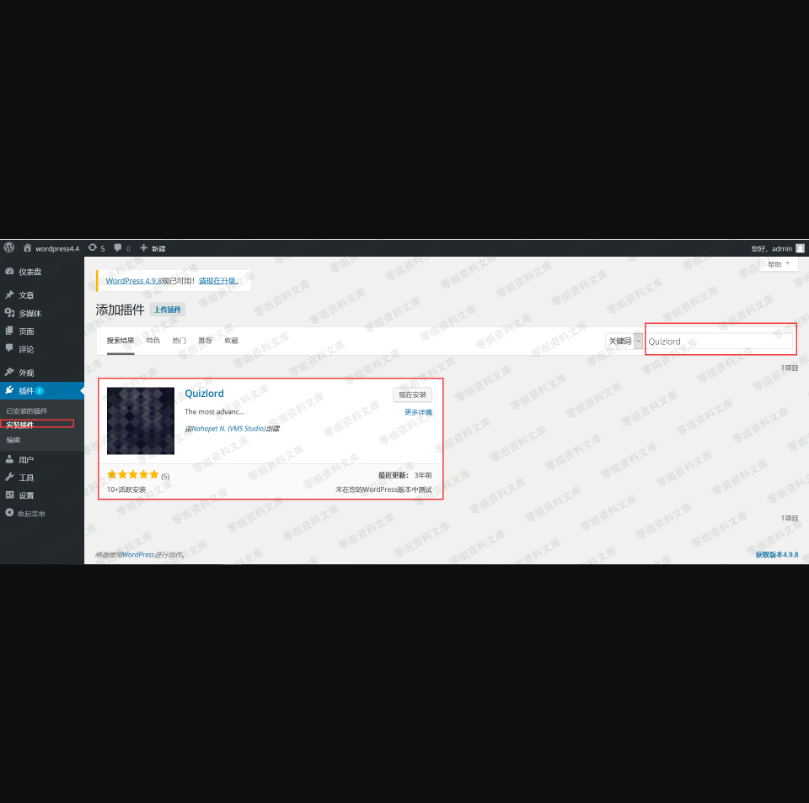 wordpress4.4 5 0 新建 您好，admin
帮助
仪表盘
文章
多媒体
页面
评论
外观
插件 1
已安装的插件
安装插件
编辑
用户
工具
设置
收起菜单
WordPress 4.9.8现已可用！请现在升级。
添加插件 上传插件
搜索结果 特色 热门 推荐 收藏 关键词 Quizlord
1项目
Quizlord 现在安装
The most advanc... 更多详情
由Nahapet N. (VMS Studio)创建
(5) 最近更新： 3年前
10+活跃安装 未在您的WordPress版本中测试
1项目
感谢使用WordPress进行创作。 获取版本4.9.8
零组资料文库